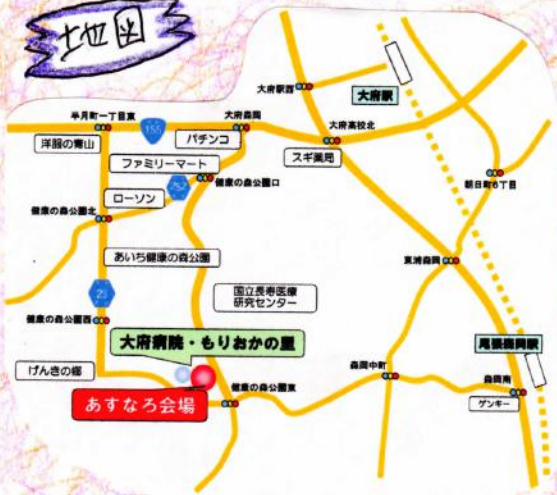 地図
大府駅西
大府駅
半月町一丁目東
155
大府森岡
大府高校北
洋服の青山
パチンコ
スギ薬局
ファミリーマート
252
健康の森公園口
朝日町6丁目
ローソン
健康の森公園北
あいち健康の森公園
東浦森岡
23
国立長寿医療
研究センター
健康の森公園西
大府病院・もりおかの里
尾張森岡駅
げんきの郷
森岡中町
あすなろ会場
健康の森公園東
森岡南
ゲンキー